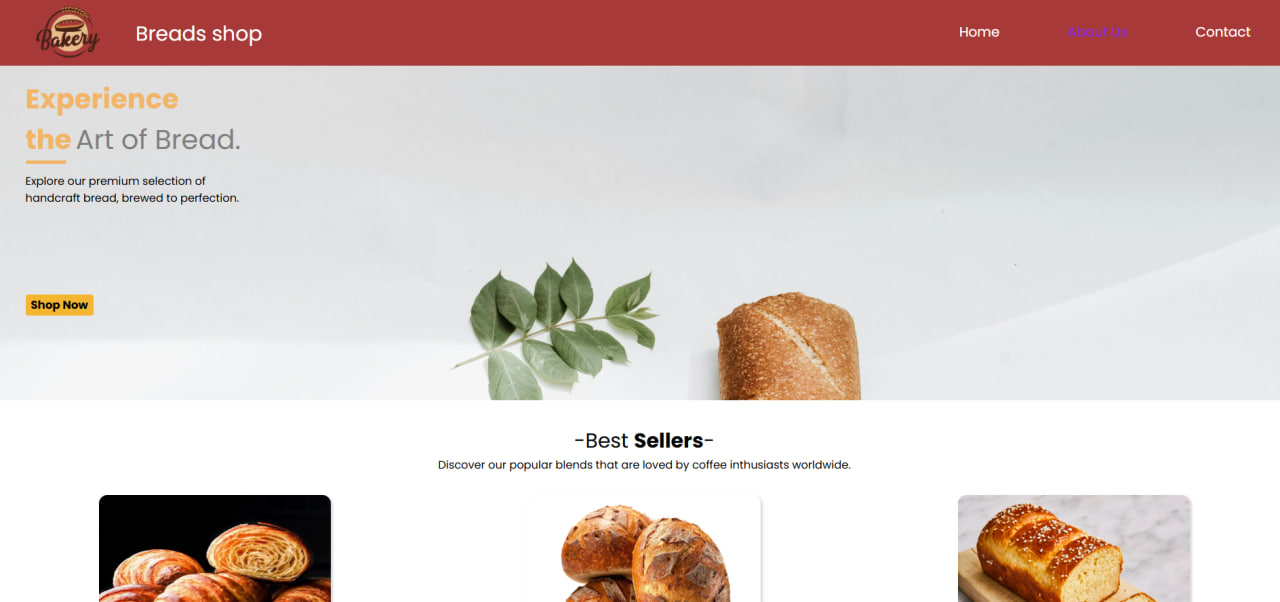 Bakery
Breads shop
Home
About Us
Contact
Experience
the Art of Bread.
Explore our premium selection of
handcraft bread, brewed to perfection.
Shop Now
-Best Sellers-
Discover our popular blends that are loved by coffee inthusiasts worldwide.